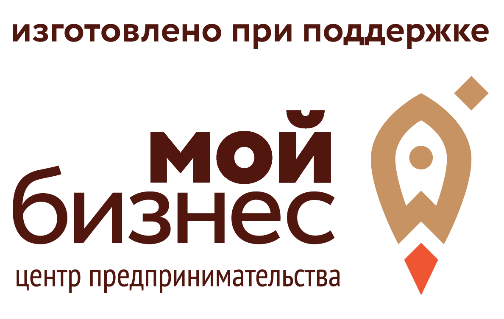 изготовлено при поддержке
мой
бизнес
центр предпринимательства